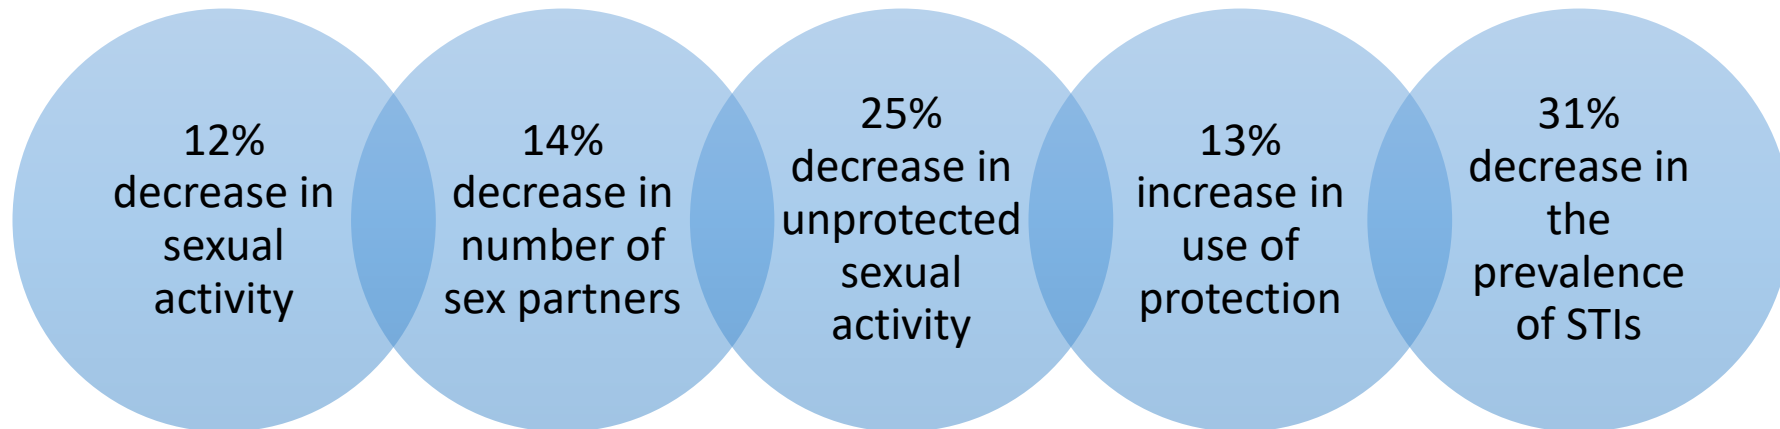 12%
decrease in
sexual
activity
14%
decrease in
number of
sex partners
25%
decrease in
unprotected
sexual
activity
13%
increase in
use of
protection
31%
decrease in
the
prevalence
of STIs